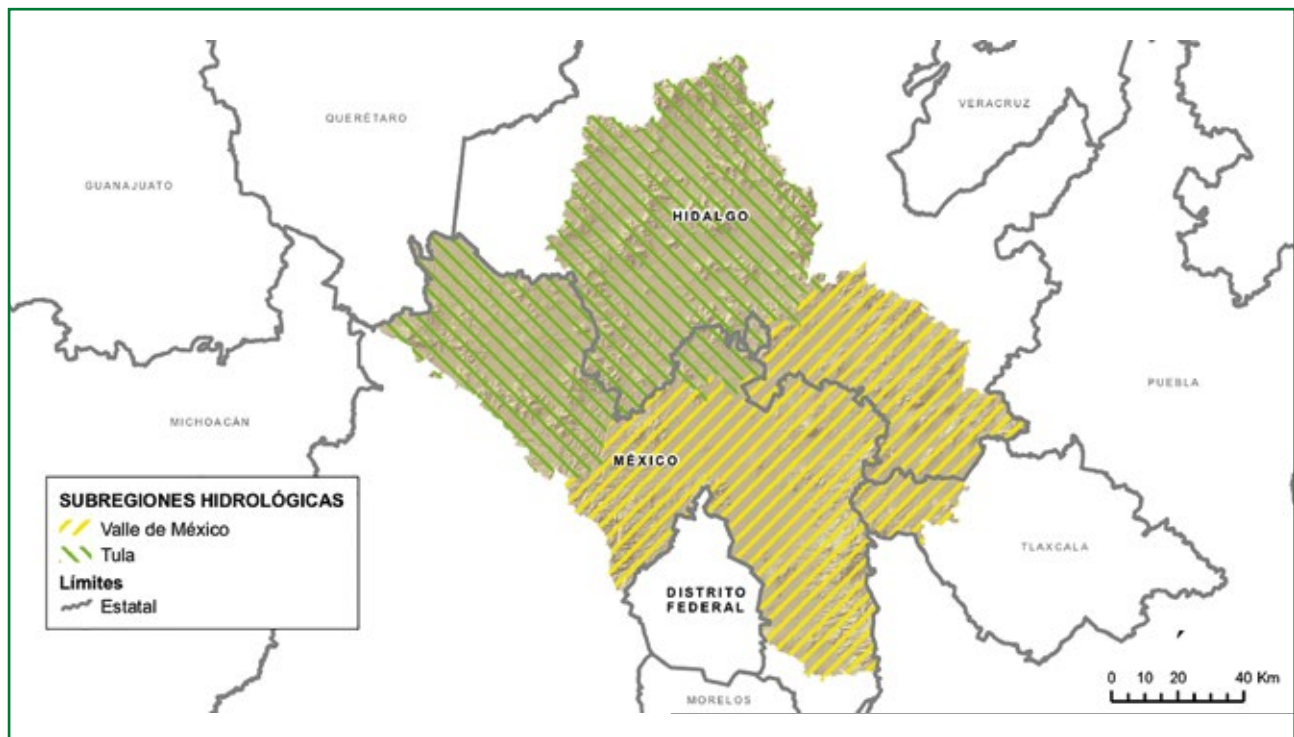 QUERÉTARO
VERACRUZ
GUANAJUATO
HIDALGO
PUEBLA
MICHOACÁN
MÉXICO
SUBREGIONES HIDROLÓGICAS
Valle de México
Tula
Límites
Estatal
TLAXCALA
DISTRITO
FEDERAL
MORELOS
0 10 20 40 Km